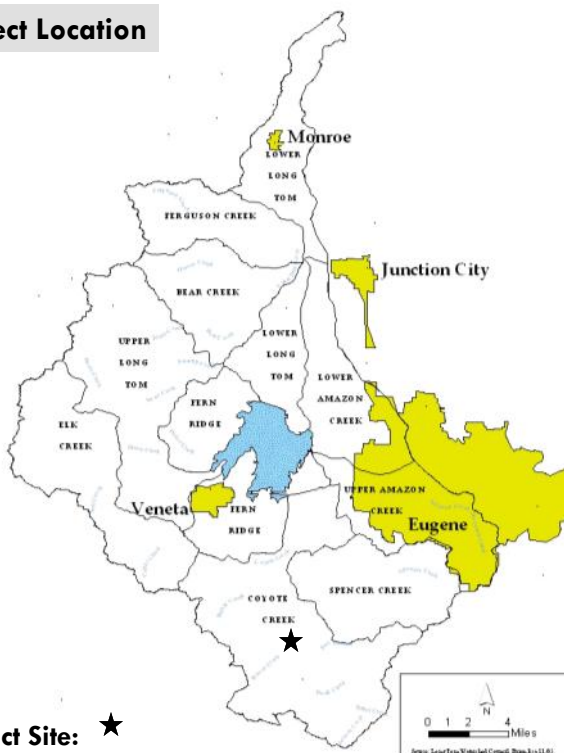 ect Location
Monroe
LOWER
LONG
TOM
FERGUSON CREEK
Junction City
BEAR CREEK
UPPER
LONG
TOM
LOWER
LONG
TOM
LOWER
AMAZON
CREEK
FERN
RIDGE
ELK
CREEK
Veneta
FERN
RIDGE
UPPER AMAZON
CREEK
Eugene
COYOTE
CREEK
SPENCER CREEK
N
0 1 2 4
Miles
ct Site: